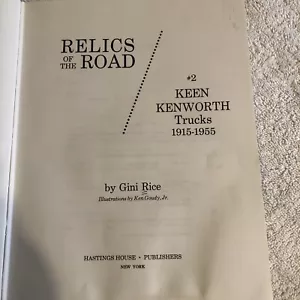 RELICS
OF
THE ROAD
#2
KEEN
KENWORTH
Trucks
1915-1955
by Gini Rice
Illustrations by Ken Goudy, Jr.
HASTINGS HOUSE • PUBLISHERS
NEW YORK